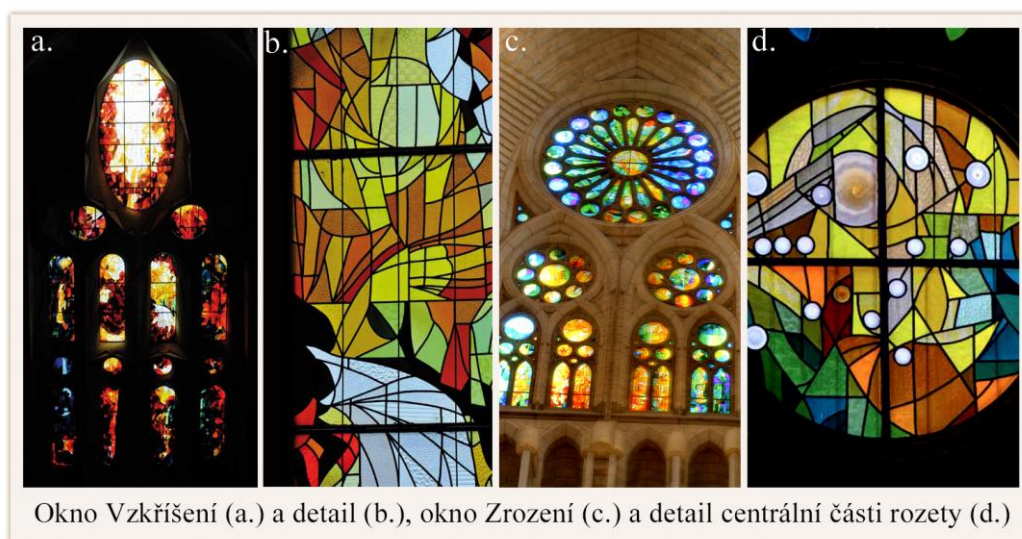 a.
b.
c.
d.
Okno Vzkříšení (a.) a detail (b.), okno Zrození (c.) a detail centrální části rozety (d.)